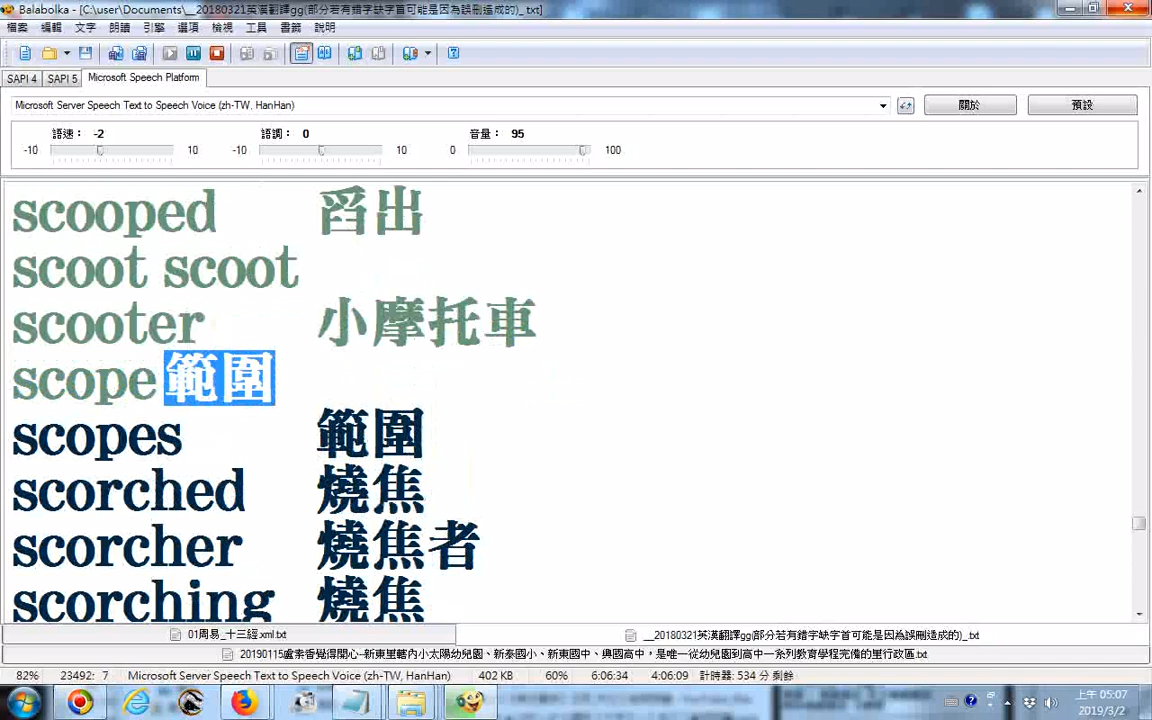 Balabolka - [C:\user\Documents\__20180321英漢翻譯gg(部分若有錯字缺字首可能是因為誤刪造成的)_txt]
檔案 編輯 文字 朗讀 引擎 選項 檢視 工具 書籤 說明
SAPI 4 SAPI 5 Microsoft Speech Platform
Microsoft Server Speech Text to Speech Voice (zh-TW, HanHan) 關於 預設
語速： -2 語調： 0 音量： 95
-10 10 -10 10 0 100
scooped 舀出
scoot scoot
scooter 小摩托車
scope 範圍
scopes 範圍
scorched 燒焦
scorcher 燒焦者
scorching 燒焦
01周易_十三經.xml.txt __20180321英漢翻譯gg(部分若有錯字缺字首可能是因為誤刪造成的)_txt
20190115盧素香覺得開心--新東里轄內小太陽幼兒園、新泰國小、新東國中、興國高中，是唯一從幼兒園到高中一系列教育學程完備的里行政區.txt
82% 23492: 7 Microsoft Server Speech Text to Speech Voice (zh-TW, HanHan) 402 KB 60% 6:06:34 4:06:09 計時器: 534 分 剩餘
上午 05:07
2019/3/2